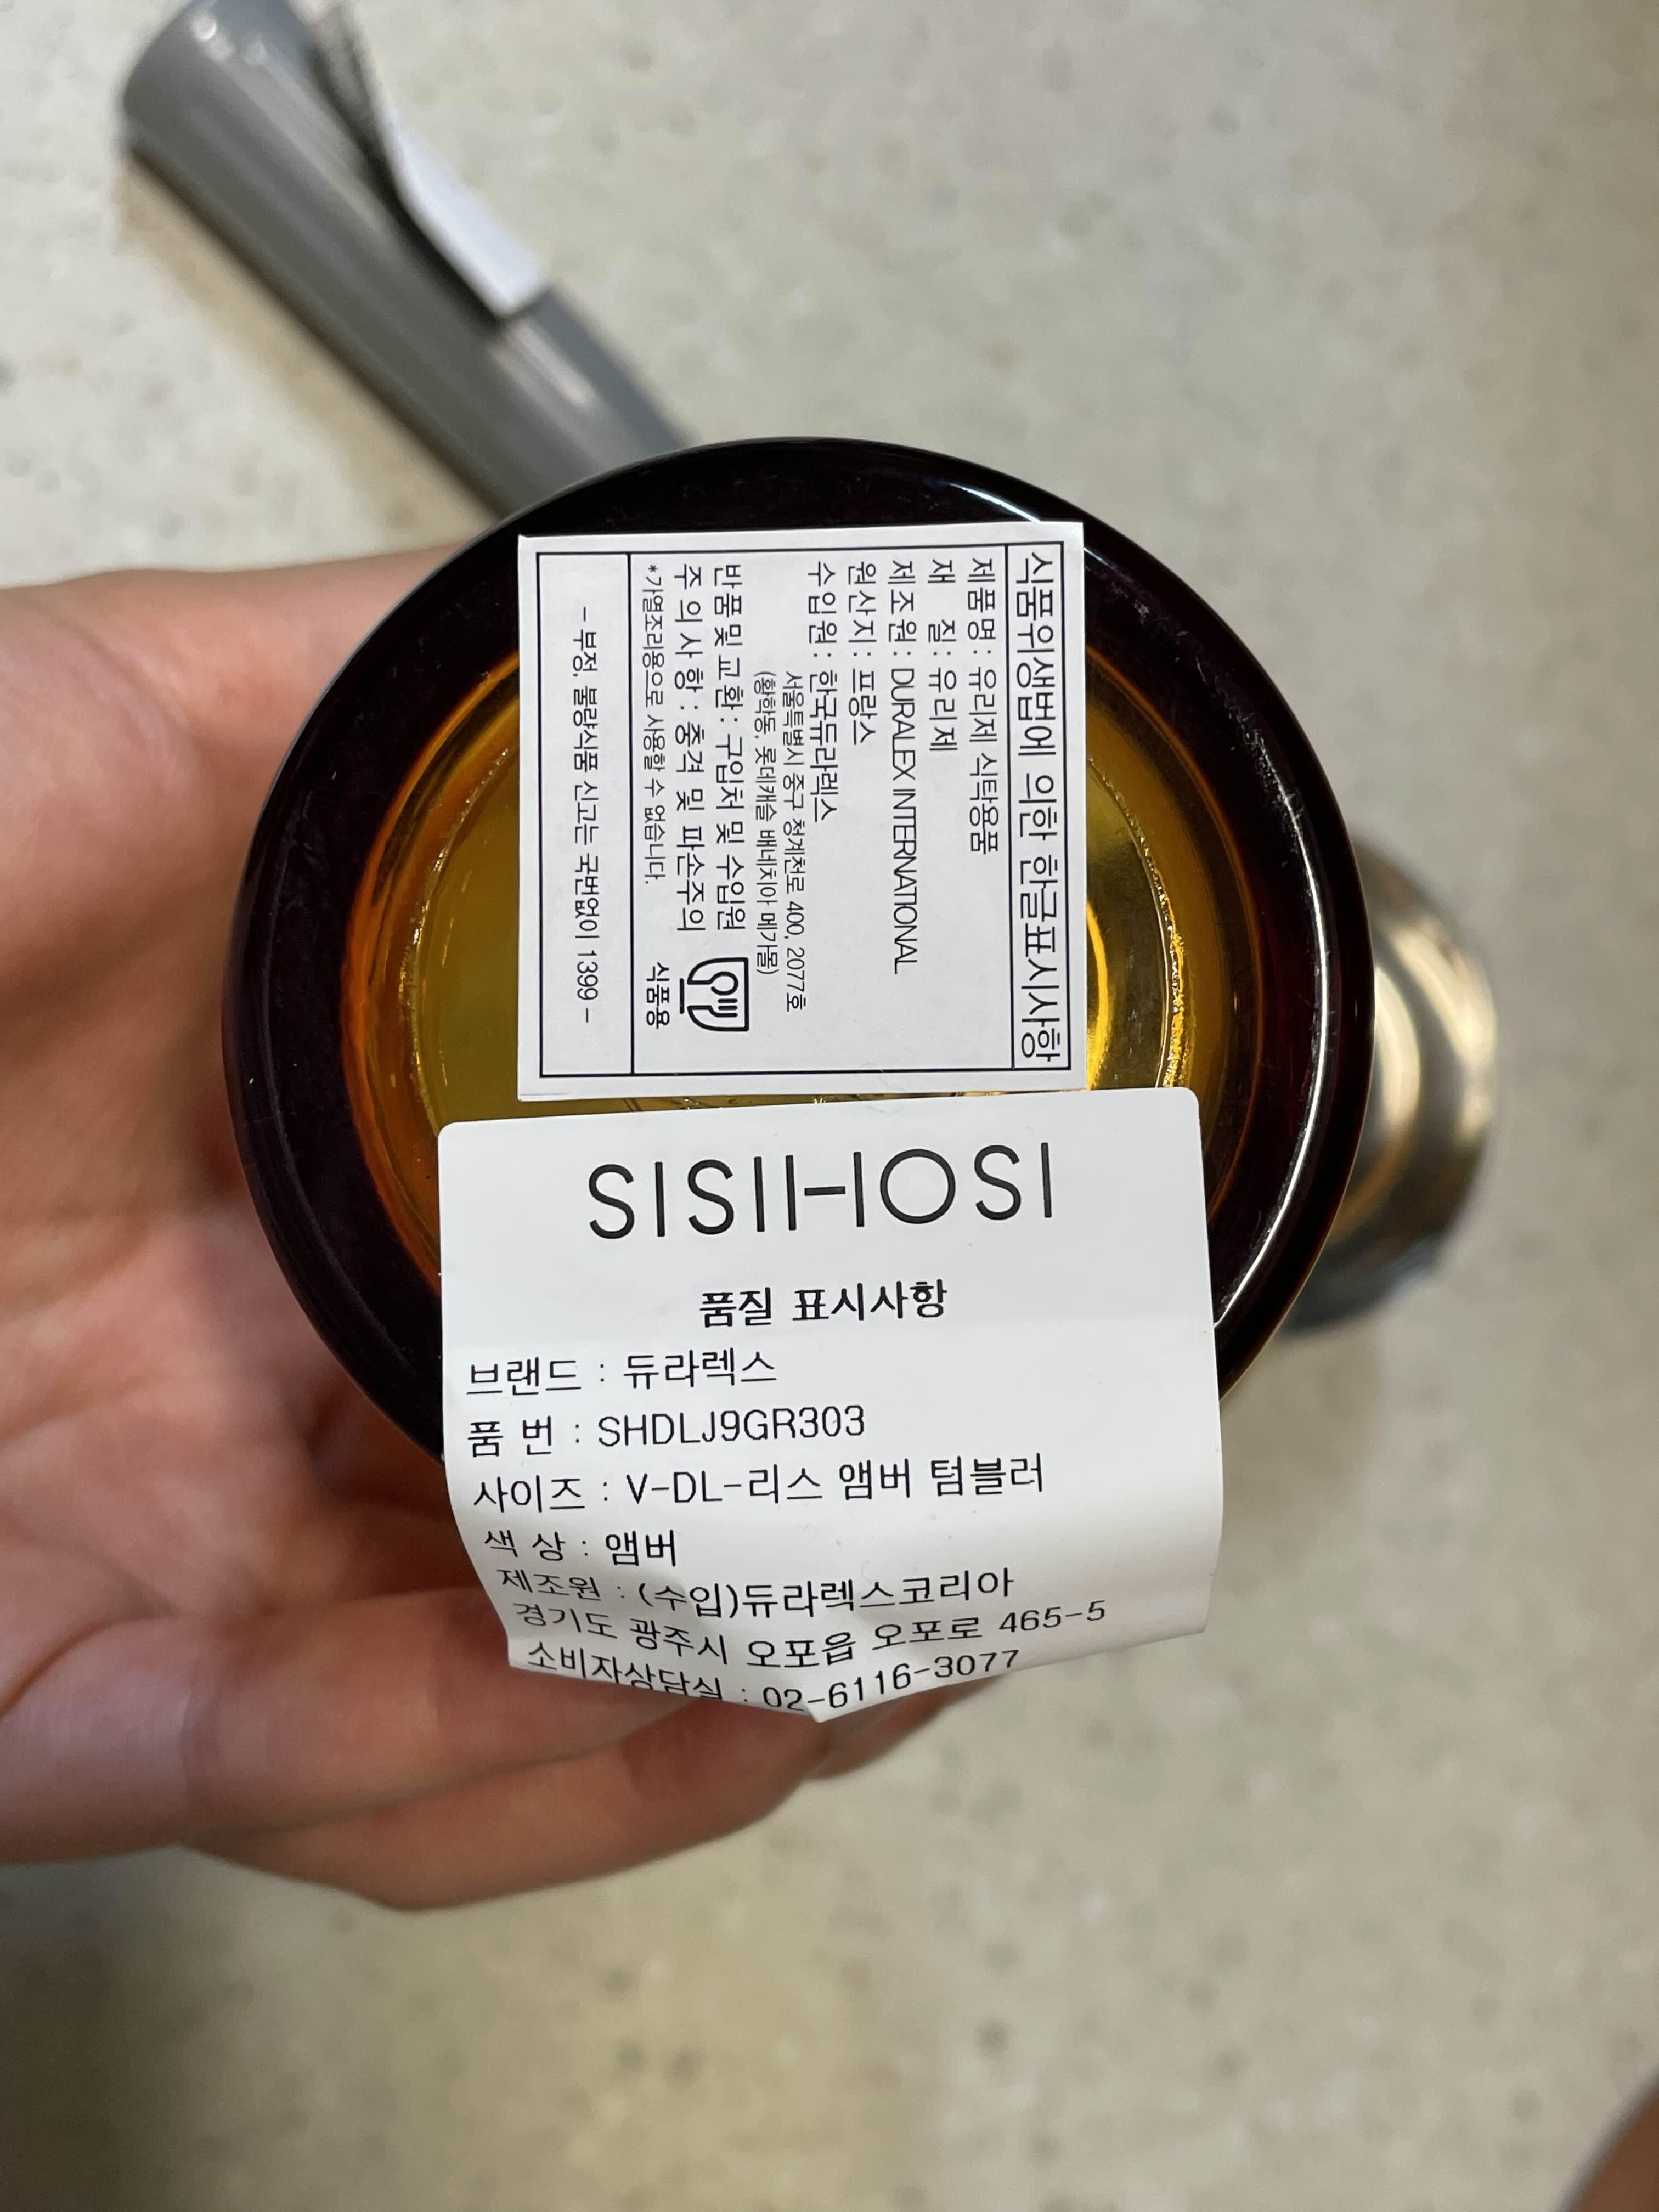 식품위생법에 의한 한글표시사항
제품명 : 유리제 식탁용품
재 질 : 유리제
제조원 : DURALEX INTERNATIONAL
원산지 : 프랑스
수입원 : 한국듀라렉스
서울특별시 중구 청계천로 400, 2077호
(황학동, 롯데캐슬 배네치아 메가몰)
반품 및 교환 : 구입처 및 수입원
주 의 사 항 : 충격 및 파손주의
*가열조리용으로 사용할 수 없습니다.
식품용
- 부정, 불량식품 신고는 국번없이 1399 -
SISIIHOSI
품질 표시사항
브랜드 : 듀라렉스
품 번 : SHDLJ9GR303
사이즈 : V-DL-리스 앰버 텀블러
색 상 : 앰버
제조원 : (수입)듀라렉스코리아
경기도 광주시 오포읍 오포로 465-5
소비자상담실 : 02-6116-3077